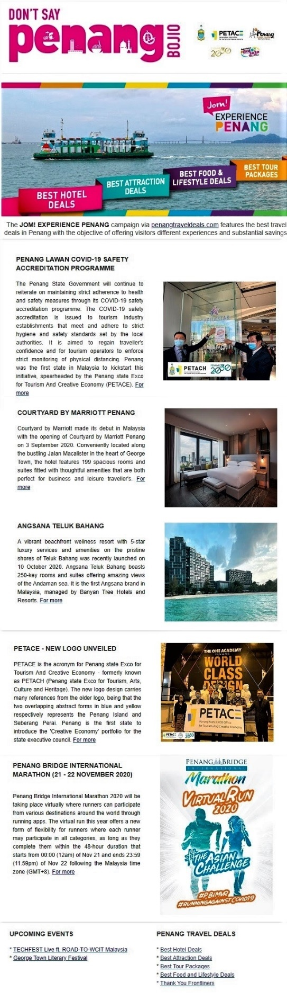 DON'T SAY
penang
BOJIO
PETACE
Penang
2030
PENANG
2020
Jom!
EXPERIENCE
PENANG
BEST HOTEL
DEALS
BEST ATTRACTION
DEALS
BEST FOOD &
LIFESTYLE DEALS
BEST TOUR
PACKAGES
The JOM! EXPERIENCE PENANG campaign via penangtraveldeals.com features the best travel
deals in Penang with the objective of offering visitors different experiences and substantial savings
PENANG LAWAN COVID-19 SAFETY
ACCREDITATION PROGRAMME
The Penang State Government will continue to
reiterate on maintaining strict adherence to health
and safety measures through its COVID-19 safety
accreditation programme. The COVID-19 safety
accreditation is issued to tourism industry
establishments that meet and adhere to strict
hygiene and safety standards set by the local
authorities. It is aimed to regain traveller's
confidence and for tourism operators to enforce
strict monitoring of physical distancing. Penang
was the first state in Malaysia to kickstart this
initiative, spearheaded by the Penang state Exco
for Tourism And Creative Economy (PETACE). For
more
CAPITASTAR
FACILITY
PETACH
PENANG
2030
COURTYARD BY MARRIOTT PENANG
Courtyard by Marriott made its debut in Malaysia
with the opening of Courtyard by Marriott Penang
on 3 September 2020. Conveniently located along
the bustling Jalan Macalister in the heart of George
Town, the hotel features 199 spacious rooms and
suites fitted with thoughtful amenities that are both
perfect for business and leisure traveller's. For
more
ANGSANA TELUK BAHANG
A vibrant beachfront wellness resort with 5-star
luxury services and amenities on the pristine
shores of Teluk Bahang was recently launched on
10 October 2020. Angsana Teluk Bahang boasts
250-key rooms and suites offering amazing views
of the Andaman sea. It is the first Angsana brand in
Malaysia, managed by Banyan Tree Hotels and
Resorts. For more
PETACE - NEW LOGO UNVEILED
PETACE is the acronym for Penang state Exco for
Tourism And Creative Economy - formerly known
as PETACH (Penang state Exco for Tourism, Arts,
Culture and Heritage). The new logo design carries
many references from the older logo, being that the
two overlapping abstract forms in blue and yellow
respectively represents the Penang Island and
Seberang Perai. Penang is the first state to
introduce the 'Creative Economy' portfolio for the
state executive council. For more
THE ONE ACADEMY
PENANG
WORLD
CLASS
DESIGN
PETACE
Penang State EXCO Office
for Tourism And Creative Economy
PETACE
2030
PENANG BRIDGE INTERNATIONAL
MARATHON (21 - 22 NOVEMBER 2020)
Penang Bridge International Marathon 2020 will be
taking place virtually where runners can participate
from various destinations around the world through
running apps. The virtual run this year offers a new
form of flexibility for runners where each runner
may participate in all categories, as long as they
complete them within the 48-hour duration that
starts from 00:00 (12am) of Nov 21 and ends 23:59
(11.59pm) of Nov 22 following the Malaysia time
zone (GMT+8). For more
PENANG BRIDGE
INTERNATIONAL
Marathon
VIRTUAL RUN
2020
#THEASIAN
CHALLENGE
#PBIMVR
#RUNNINGAGAINSTCOVID19
UPCOMING EVENTS
* TECHFEST Live ft. ROAD-TO-WCIT Malaysia
* George Town Literary Festival
PENANG TRAVEL DEALS
* Best Hotel Deals
* Best Attraction Deals
* Best Tour Packages
* Best Food and Lifestyle Deals
* Thank You Frontliners